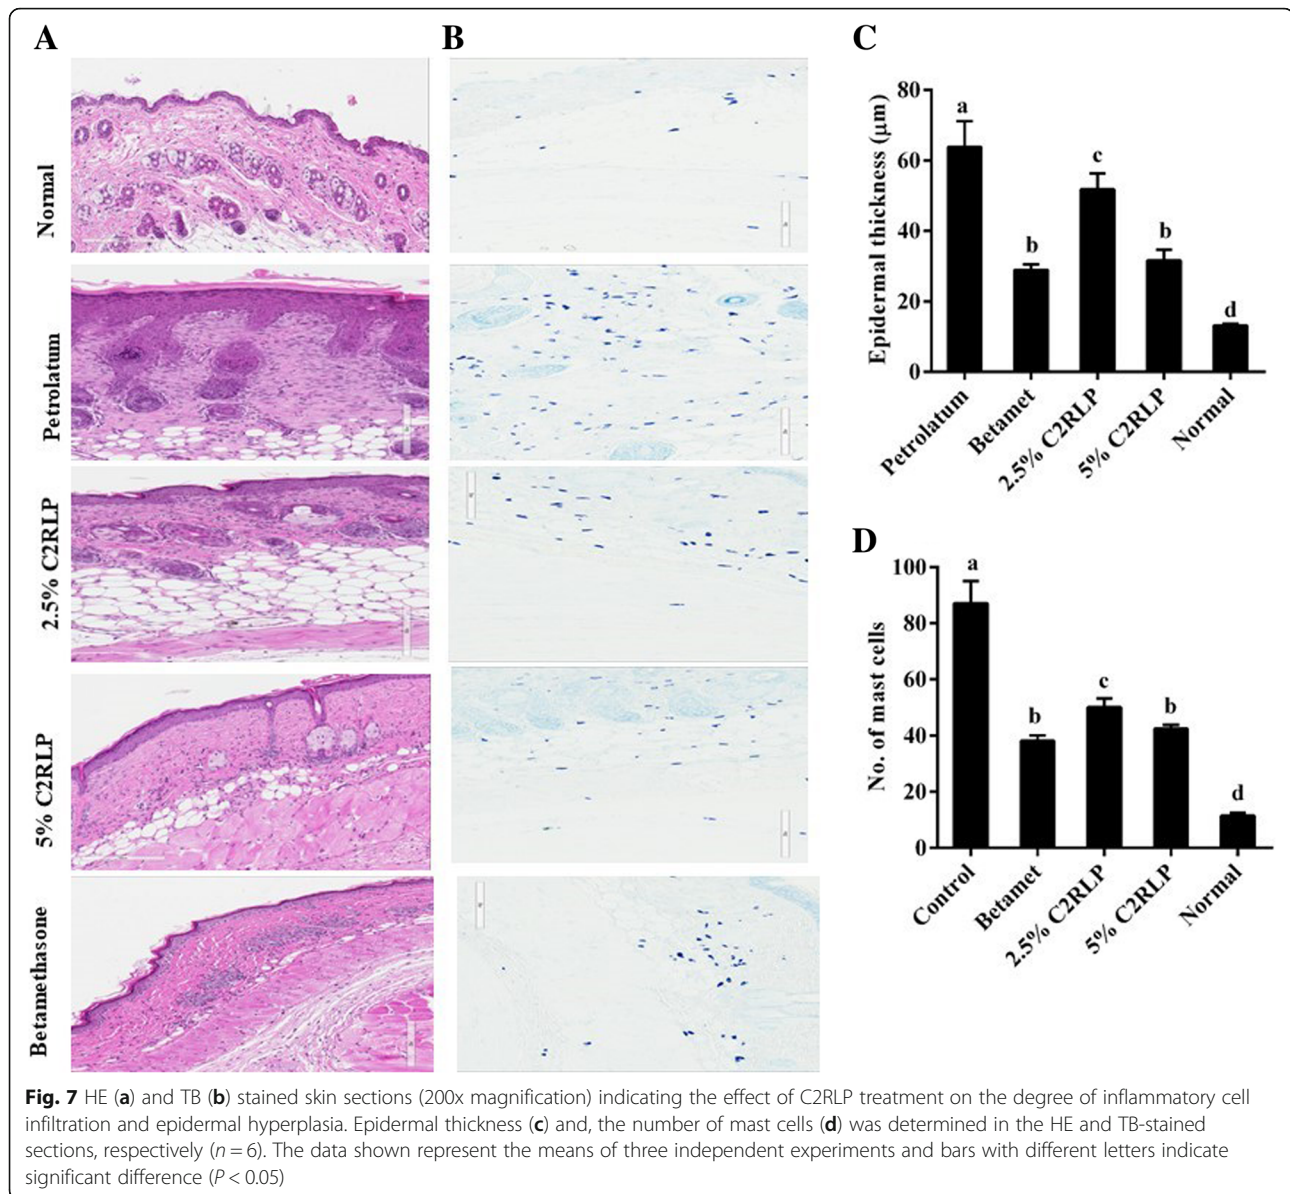 A
B
C
D
Normal
Petrolatum
2.5% C2RLP
5% C2RLP
Betamethasone
Epidermal thickness (μm)
80
60
40
20
0
a
b
c
b
d
Petrolatum
Betamet
2.5% C2RLP
5% C2RLP
Normal
No. of mast cells
100
80
60
40
20
0
a
b
c
b
d
Control
Betamet
2.5% C2RLP
5% C2RLP
Normal
Fig. 7 HE (a) and TB (b) stained skin sections (200x magnification) indicating the effect of C2RLP treatment on the degree of inflammatory cell
infiltration and epidermal hyperplasia. Epidermal thickness (c) and, the number of mast cells (d) was determined in the HE and TB-stained
sections, respectively (n = 6). The data shown represent the means of three independent experiments and bars with different letters indicate
significant difference (P < 0.05)